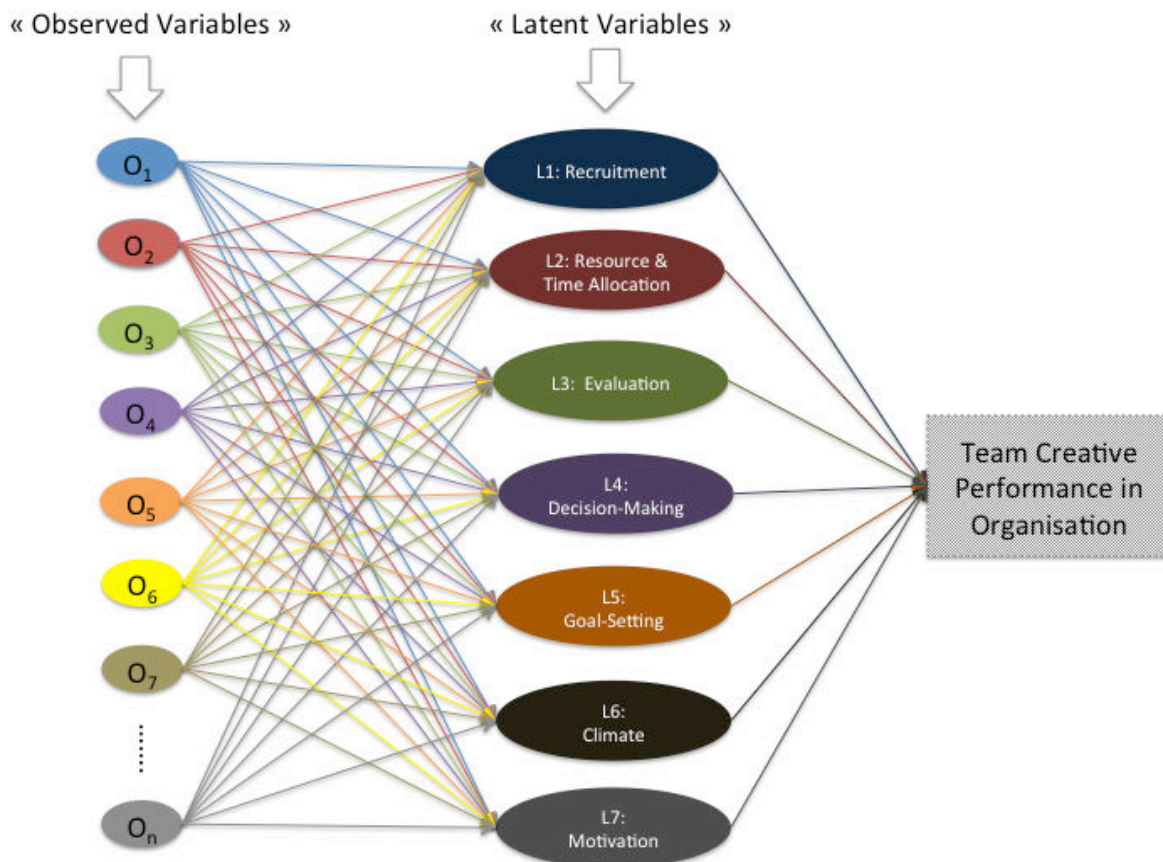 « Observed Variables »
« Latent Variables »
O1
O2
O3
O4
O5
O6
O7
......
On
L1: Recruitment
L2: Resource &
Time Allocation
L3: Evaluation
L4:
Decision-Making
L5:
Goal-Setting
L6:
Climate
L7:
Motivation
Team Creative
Performance in
Organisation